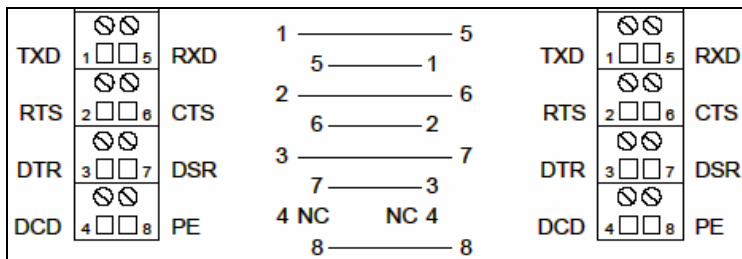 TXD 1 5 RXD
RTS 2 6 CTS
DTR 3 7 DSR
DCD 4 8 PE
1 5
5 1
2 6
6 2
3 7
7 3
4 NC NC 4
8 8
TXD 1 5 RXD
RTS 2 6 CTS
DTR 3 7 DSR
DCD 4 8 PE